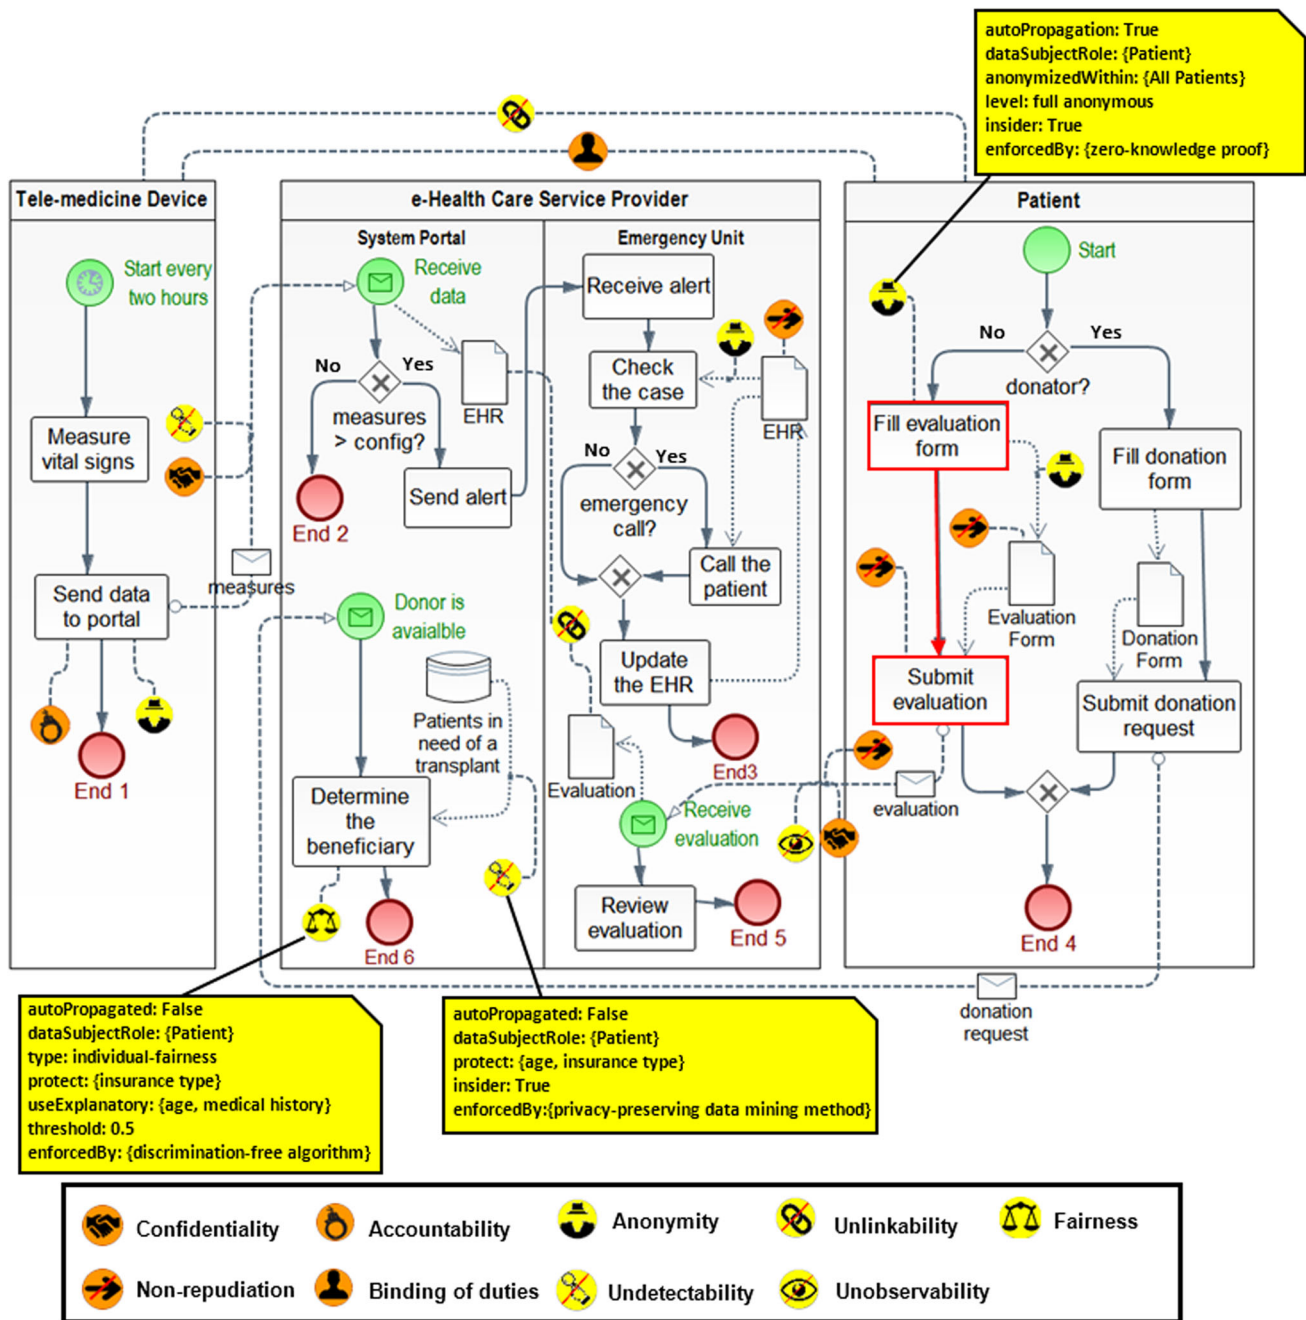 autoPropagation: True
dataSubjectRole: {Patient}
anonymizedWithin: {All Patients}
level: full anonymous
insider: True
enforcedBy: {zero-knowledge proof}
Tele-medicine Device
e-Health Care Service Provider
Patient
System Portal
Emergency Unit
Start every
two hours
Receive
data
Receive alert
Start
No
Yes
donator?
No
Yes
measures
> config?
EHR
Check
the case
EHR
Fill evaluation
form
Fill donation
form
Measure
vital signs
Send alert
End 2
No
Yes
emergency
call?
Call the
patient
measures
Send data
to portal
Donor is
avaialble
Evaluation
Form
Donation
Form
Update
the EHR
Submit
evaluation
Submit donation
request
Patients in
need of a
transplant
End 1
End3
Evaluation
evaluation
Determine
the
beneficiary
Receive
evaluation
Review
evaluation
End 5
End 6
End 4
donation
request
autoPropagated: False
dataSubjectRole: {Patient}
type: individual-fairness
protect: {insurance type}
useExplanatory: {age, medical history}
threshold: 0.5
enforcedBy: {discrimination-free algorithm}
autoPropagated: False
dataSubjectRole: {Patient}
protect: {age, insurance type}
insider: True
enforcedBy:{privacy-preserving data mining method}
Confidentiality
Accountability
Anonymity
Unlinkability
Fairness
Non-repudiation
Binding of duties
Undetectability
Unobservability